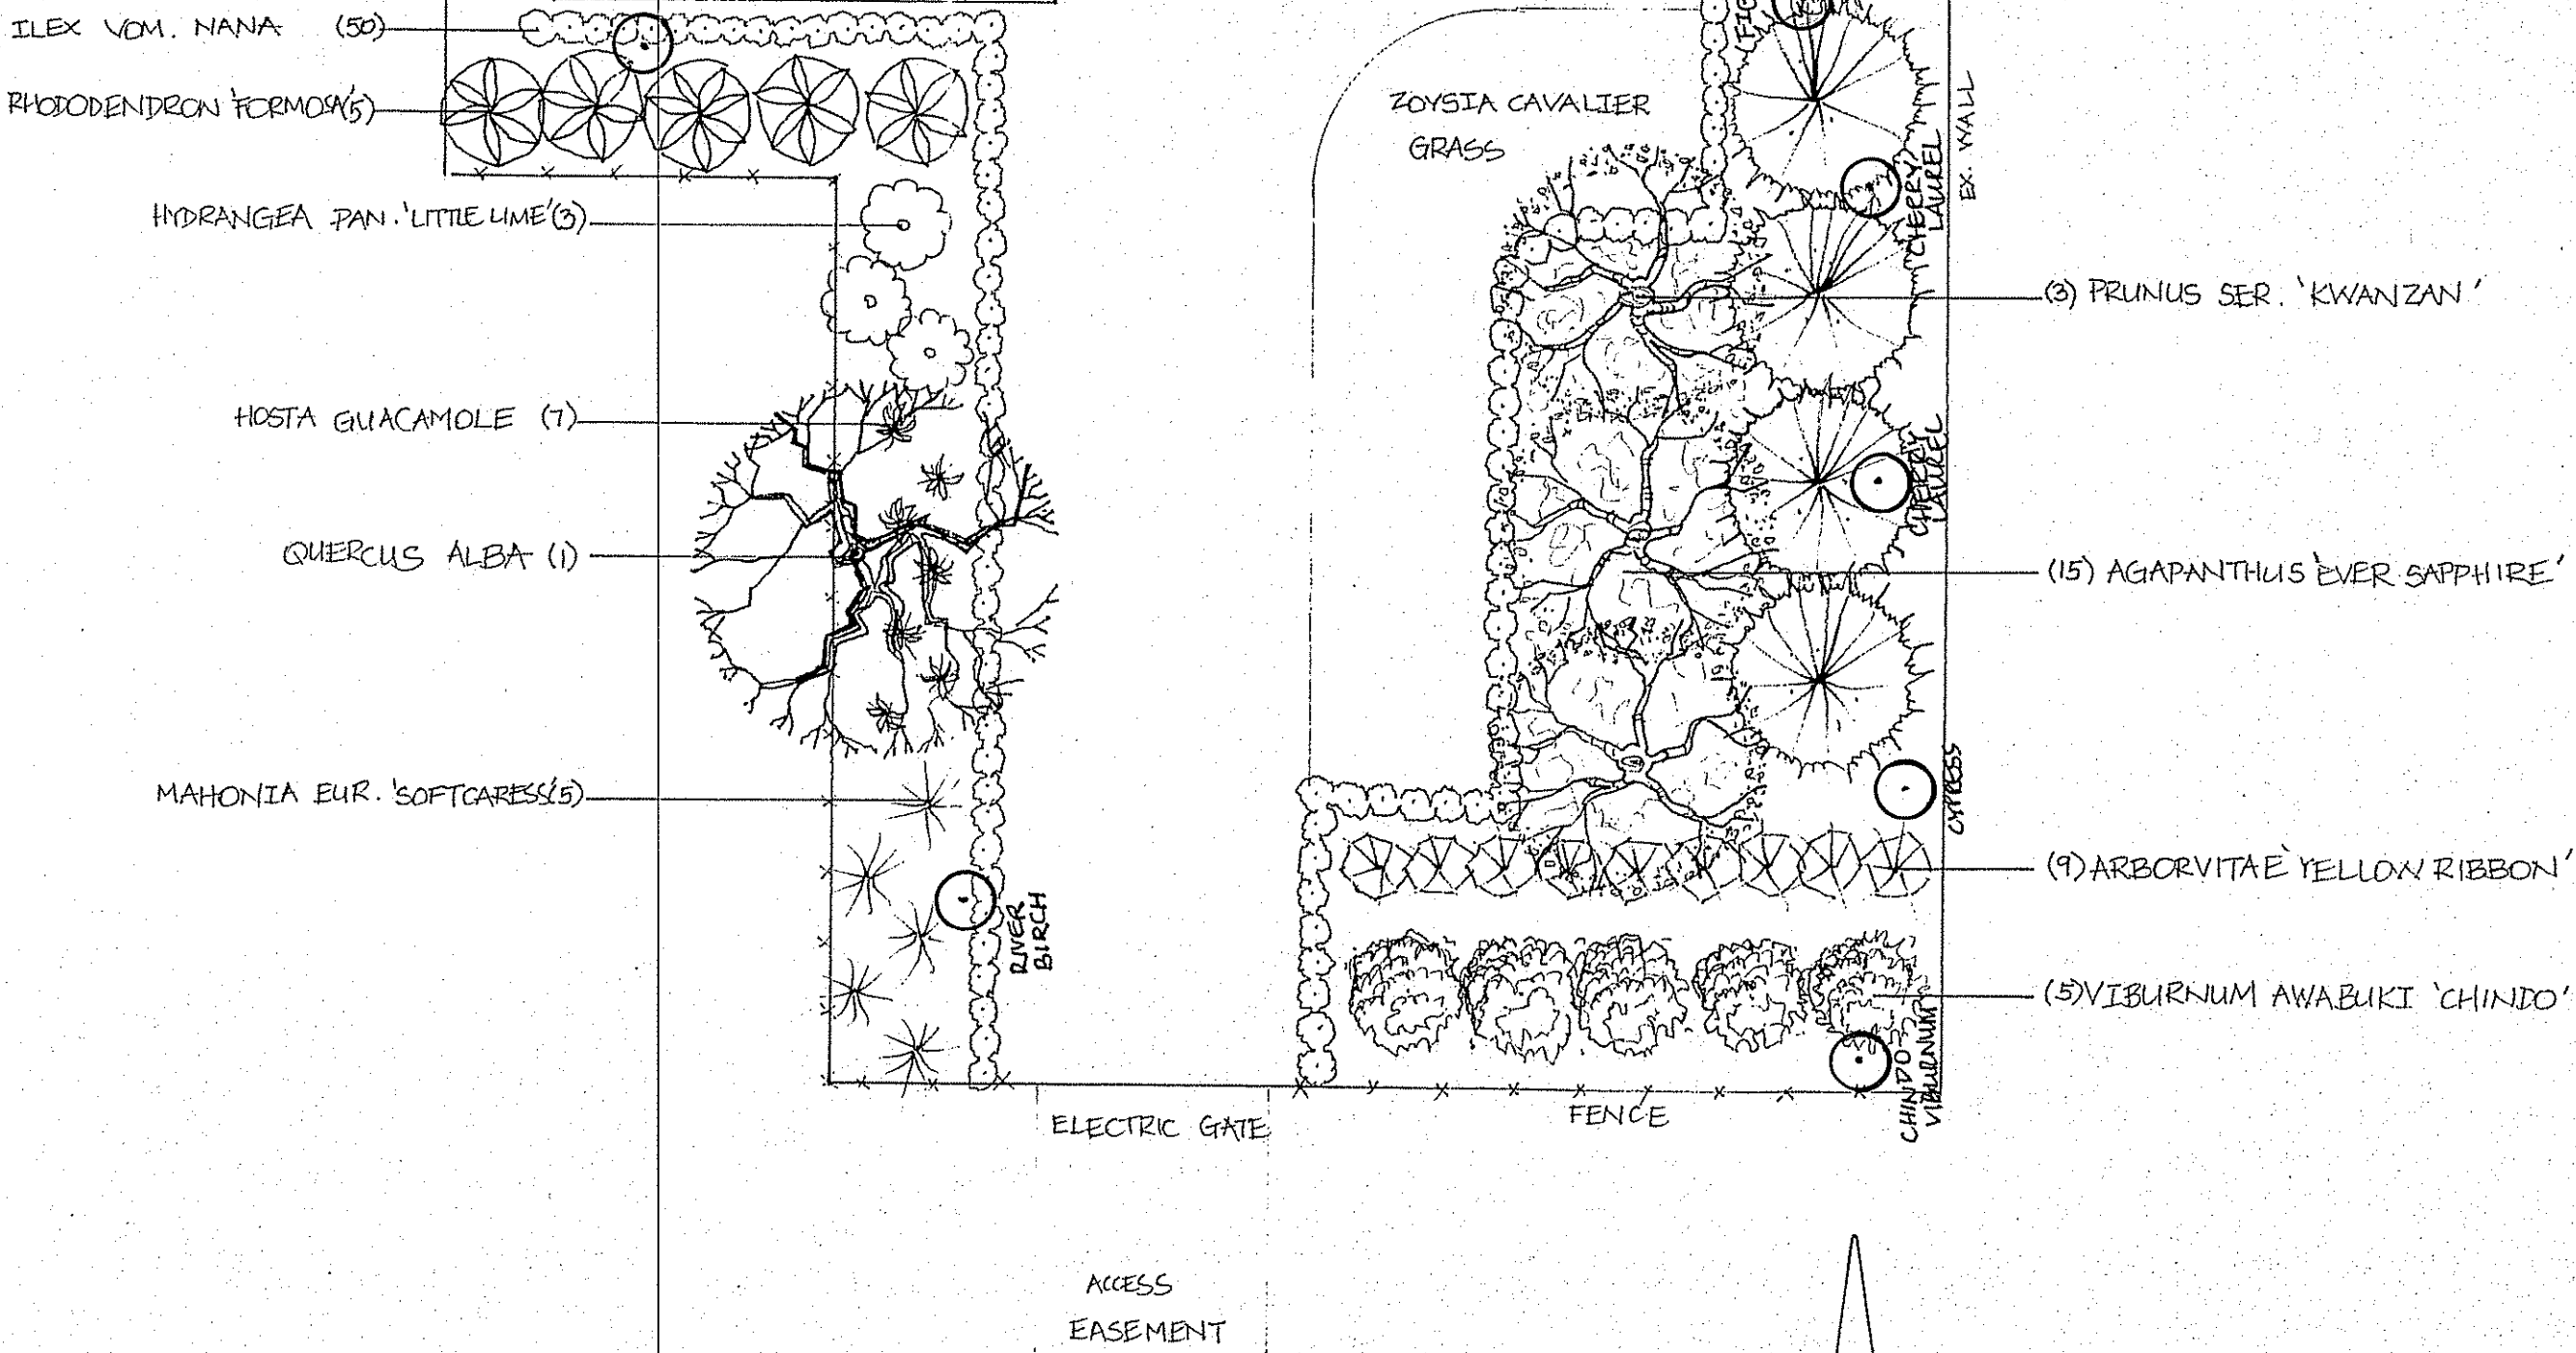 ILEX VOM. NANA (50)
RHODODENDRON 'FORMOSA'(5)
HYDRANGEA PAN. 'LITTLE LIME'(3)
HOSTA GUACAMOLE (7)
QUERCUS ALBA (1)
MAHONIA EUR. 'SOFTCARESS'(5)
RIVER
BIRCH
ZOYSIA CAVALIER
GRASS
(FIG
(CHERRY)
LAUREL
EX. WALL
(3) PRUNUS SER. 'KWANZAN'
CHERRY
LAUREL
(15) AGAPANTHUS 'EVER SAPPHIRE'
CYPRESS
(9) ARBORVITAE 'YELLOW RIBBON'
(5) VIBURNUM AWABUKI 'CHINDO'
CHINDO
VIBURNUM
ELECTRIC GATE
FENCE
ACCESS
EASEMENT